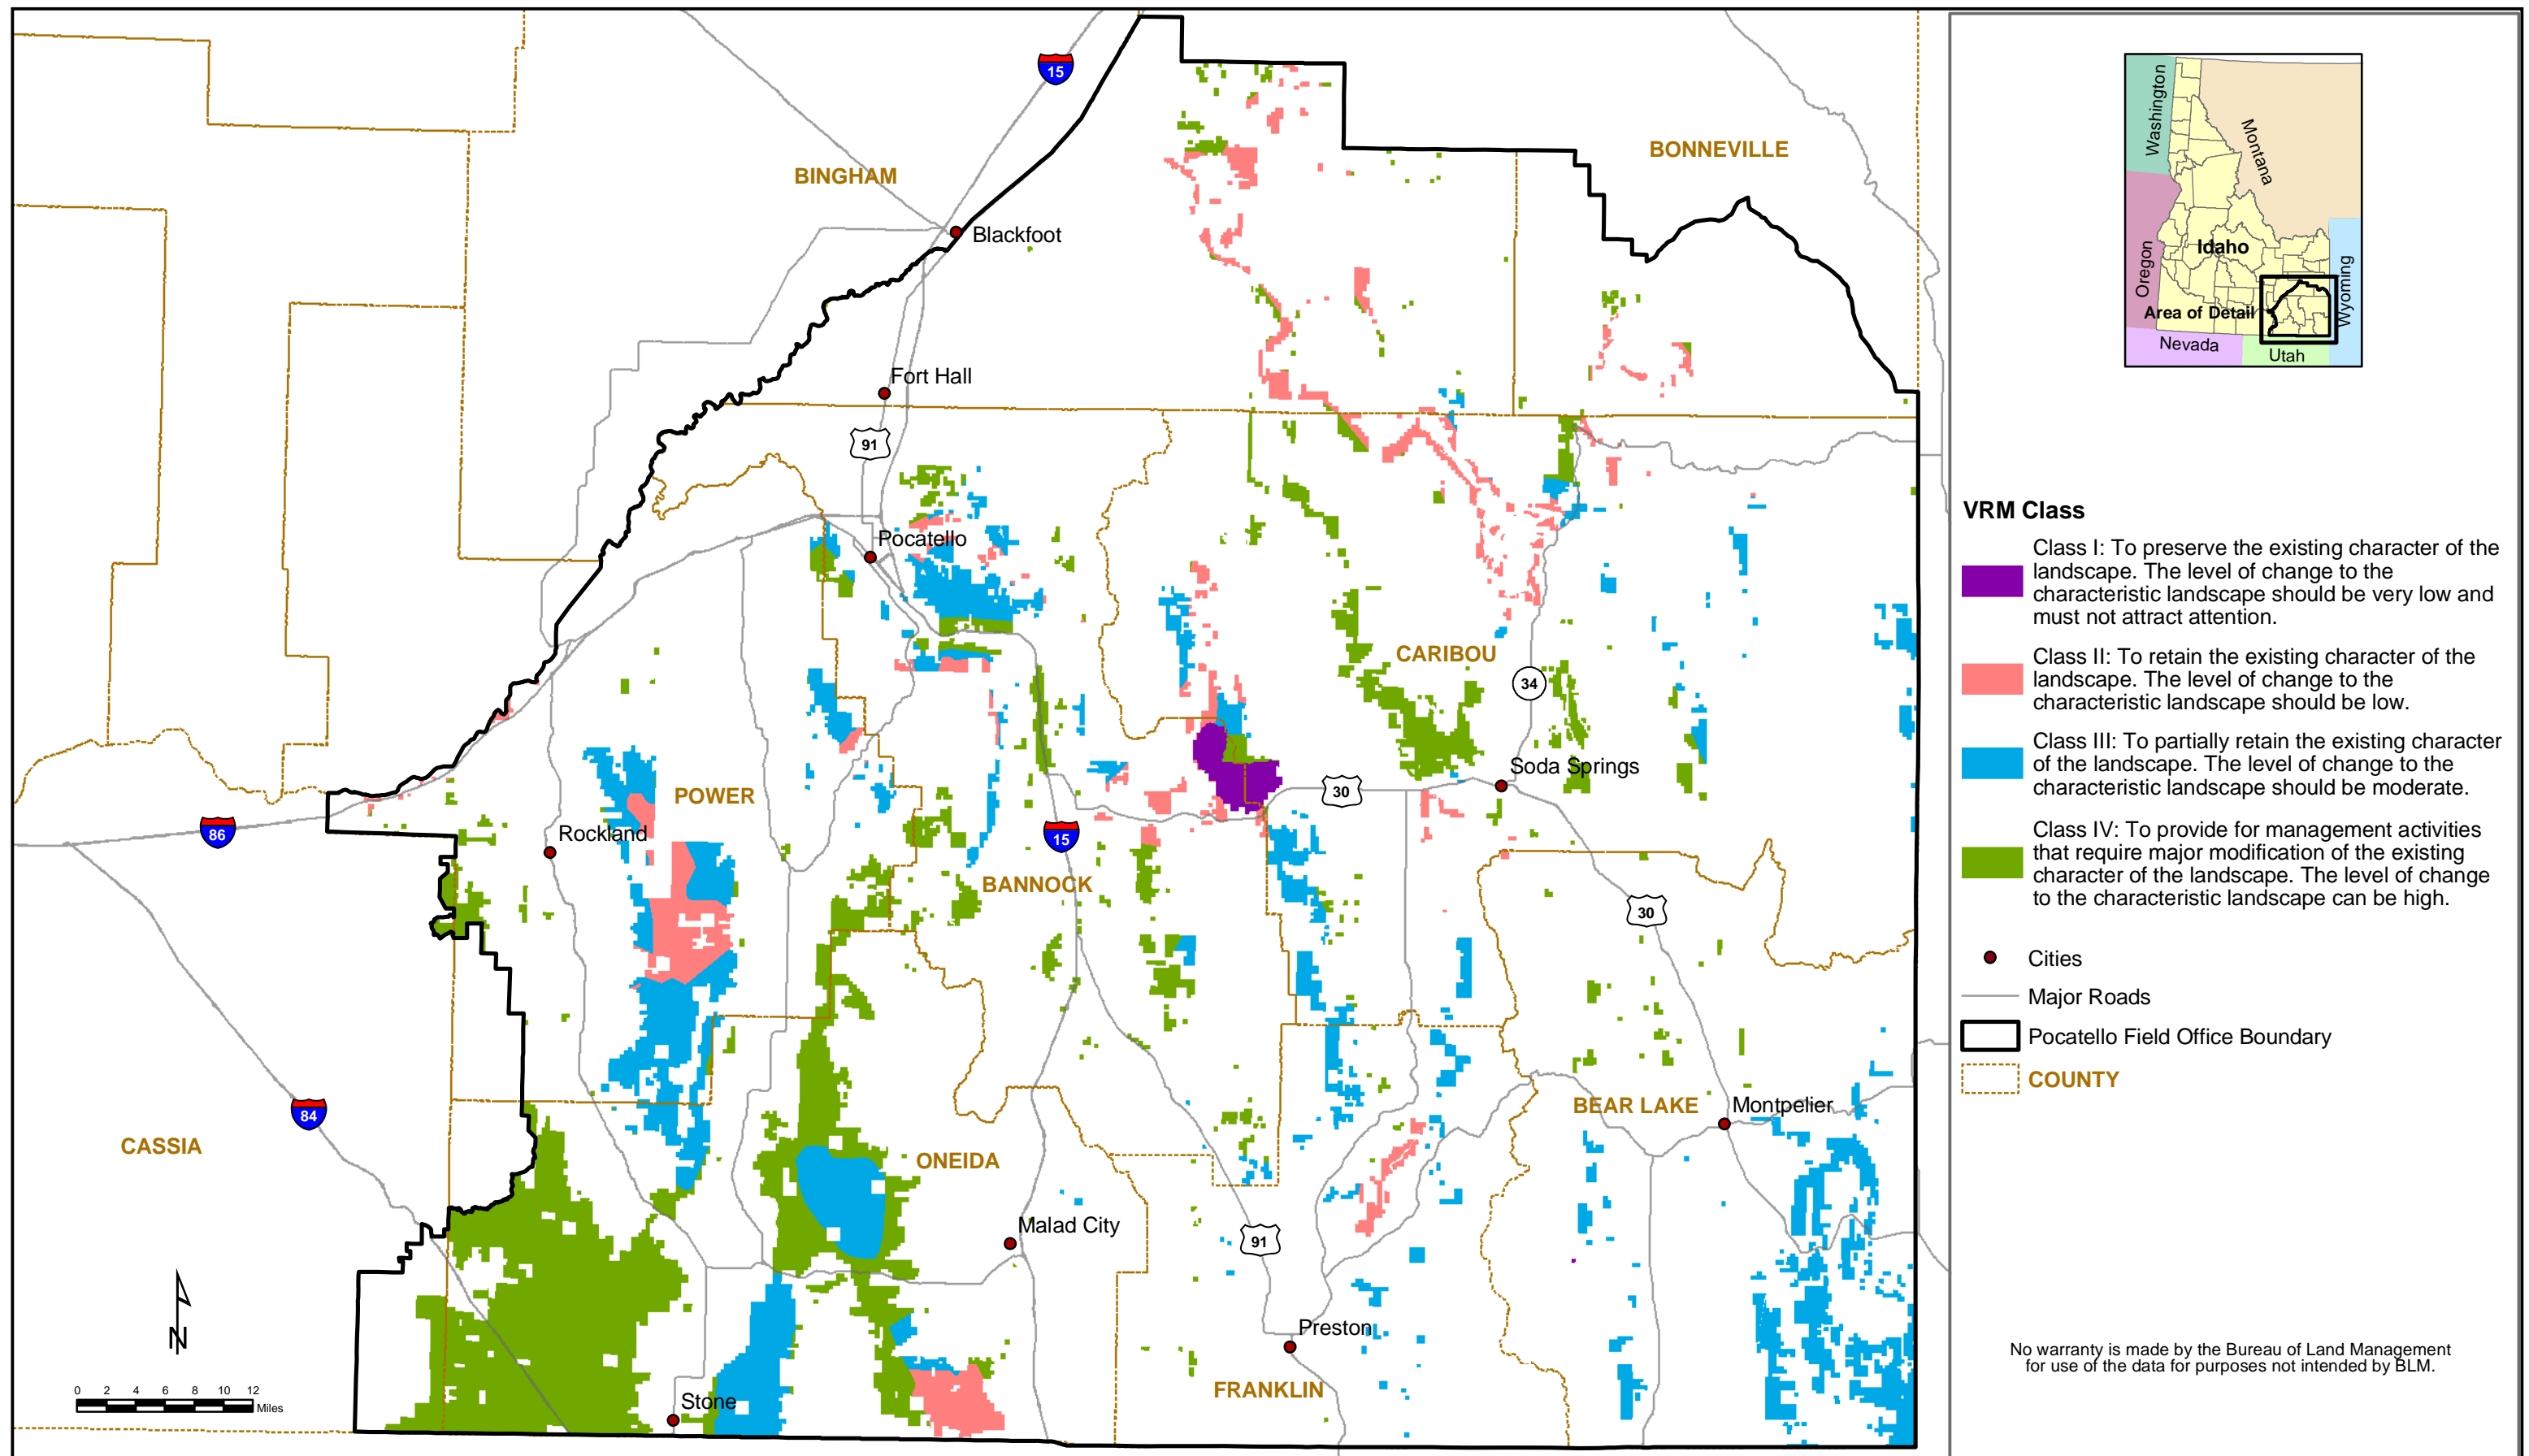 15
BINGHAM
BONNEVILLE
Blackfoot
Fort Hall
91
Pocatello
CARIBOU
34
Soda Springs
30
POWER
Rockland
86
15
BANNOCK
30
84
CASSIA
ONEIDA
BEAR LAKE
Montpelier
Malad City
91
Preston
FRANKLIN
Stone
N
0 2 4 6 8 10 12
Miles
Washington
Montana
Oregon
Idaho
Wyoming
Area of Detail
Nevada
Utah
VRM Class
Class I: To preserve the existing character of the
landscape. The level of change to the
characteristic landscape should be very low and
must not attract attention.
Class II: To retain the existing character of the
landscape. The level of change to the
characteristic landscape should be low.
Class III: To partially retain the existing character
of the landscape. The level of change to the
characteristic landscape should be moderate.
Class IV: To provide for management activities
that require major modification of the existing
character of the landscape. The level of change
to the characteristic landscape can be high.
Cities
Major Roads
Pocatello Field Office Boundary
COUNTY
No warranty is made by the Bureau of Land Management
for use of the data for purposes not intended by BLM.